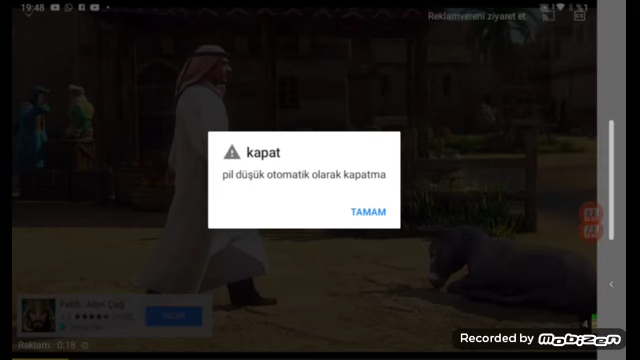 19:48
Reklamvereni ziyaret et
kapat
pil düşük otomatik olarak kapatma
TAMAM
Fetih: Altın Çağ
İNDİR
Reklam · 0:18
Recorded by MOBIZEN